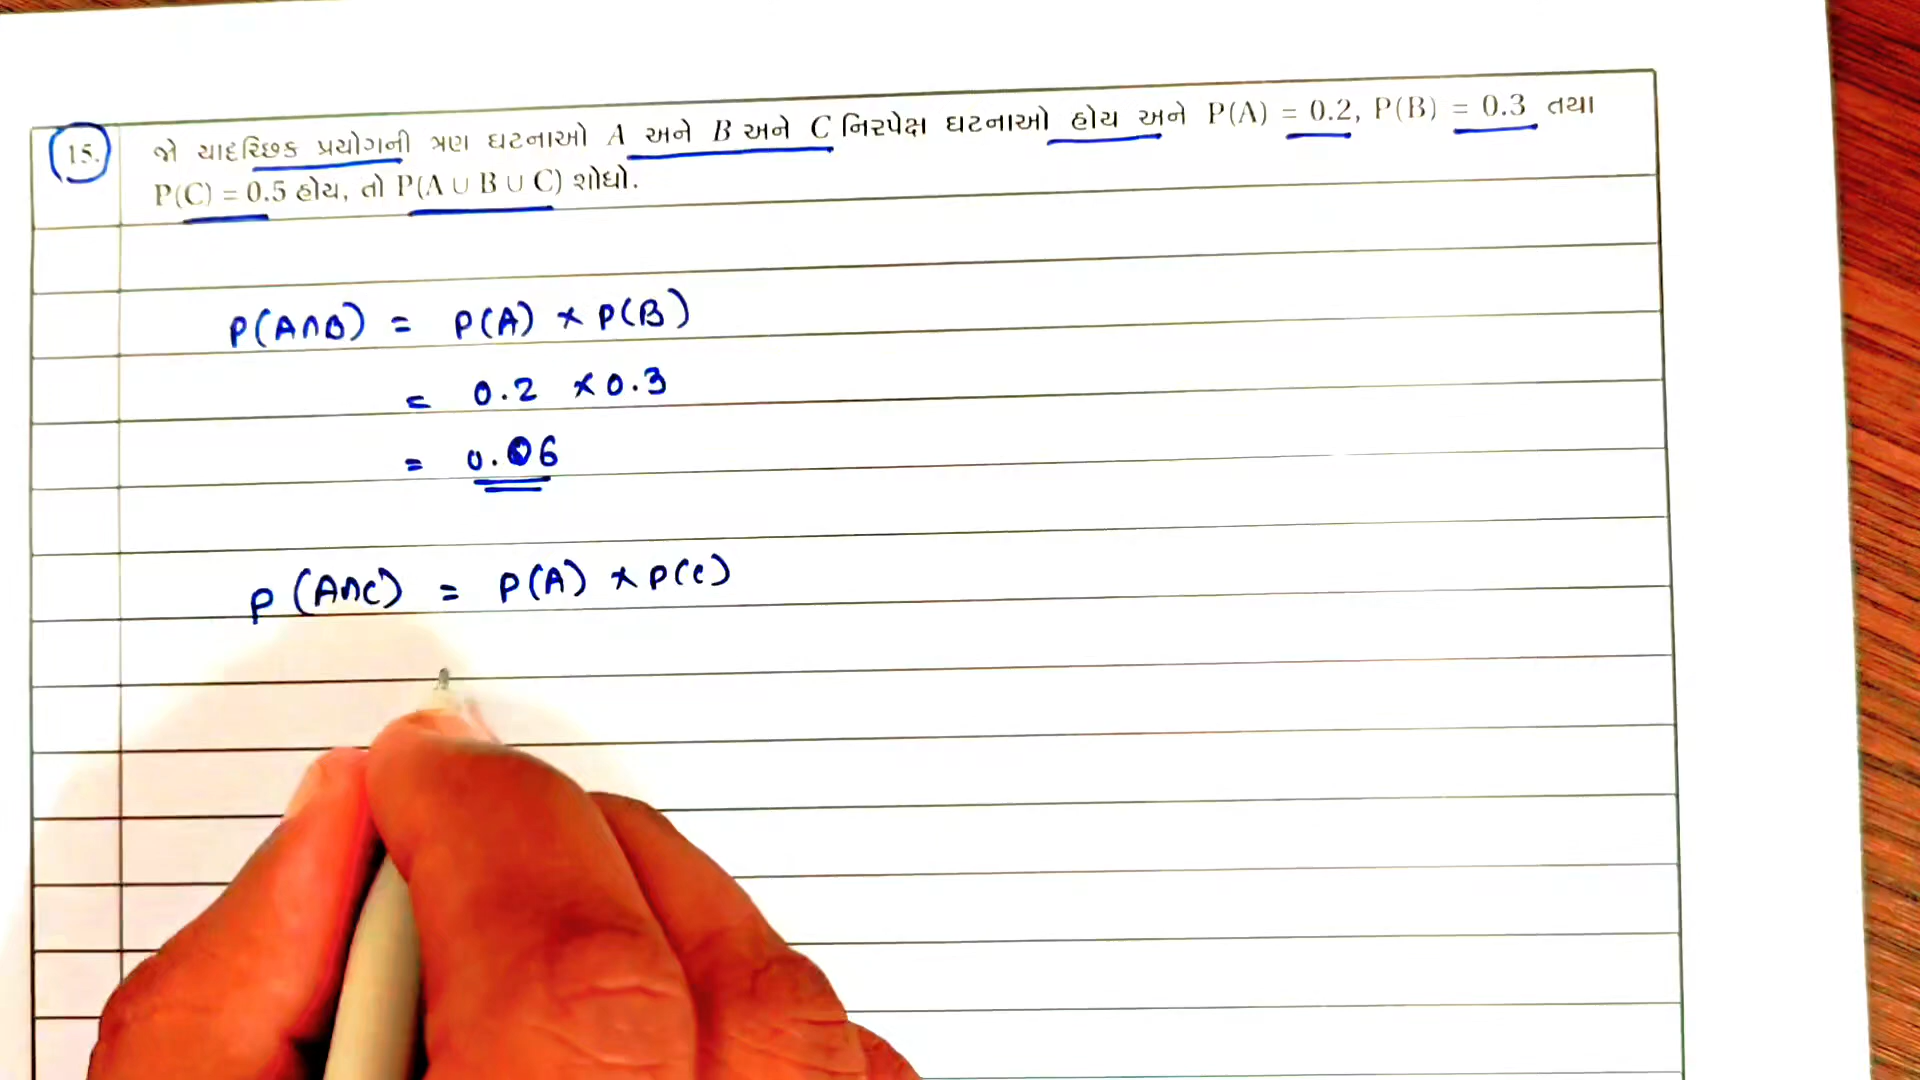 15. જો યાદચ્છિક પ્રયોગની ત્રણ ઘટનાઓ A અને B અને C નિરપેક્ષ ઘટનાઓ હોય અને P(A) = 0.2, P(B) = 0.3 તથા
P(C) = 0.5 હોય, તો P(A ∪ B ∪ C) શોધો.
P(A∩B) = P(A) × P(B)
= 0.2 × 0.3
= 0.06
P(A∩C) = P(A) × P(C)